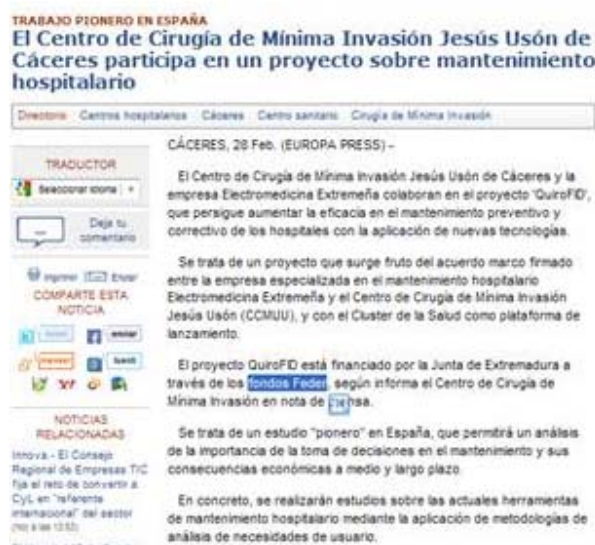 TRABAJO PIONERO EN ESPAÑA
El Centro de Cirugía de Mínima Invasión Jesús Usón de
Cáceres participa en un proyecto sobre mantenimiento
hospitalario
Directorio Centros hospitalarios Cáceres Centro sanitario Cirugía de Mínima Invasión
TRADUCTOR
Seleccionar idioma
Deja tu
comentario
Imprimir Enviar
COMPARTE ESTA
NOTICIA
enviar
NOTICIAS
RELACIONADAS
Innova.- El Consejo
Regional de Empresas TIC
fija el reto de convertir a
CyL en "referente
internacional" del sector
CÁCERES, 28 Feb. (EUROPA PRESS) -
El Centro de Cirugía de Mínima Invasión Jesús Usón de Cáceres y la
empresa Electromedicina Extremeña colaboran en el proyecto 'QuiroFID',
que persigue aumentar la eficacia en el mantenimiento preventivo y
correctivo de los hospitales con la aplicación de nuevas tecnologías.
Se trata de un proyecto que surge fruto del acuerdo marco firmado
entre la empresa especializada en el mantenimiento hospitalario
Electromedicina Extremeña y el Centro de Cirugía de Mínima Invasión
Jesús Usón (CCMIJU), y con el Cluster de la Salud como plataforma de
lanzamiento.
El proyecto QuiroFID está financiado por la Junta de Extremadura a
través de los fondos Feder, según informa el Centro de Cirugía de
Mínima Invasión en nota de
Se trata de un estudio "pionero" en España, que permitirá un análisis
de la importancia de la toma de decisiones en el mantenimiento y sus
consecuencias económicas a medio y largo plazo.
En concreto, se realizarán estudios sobre las actuales herramientas
de mantenimiento hospitalario mediante la aplicación de metodologías de
análisis de necesidades de usuario.